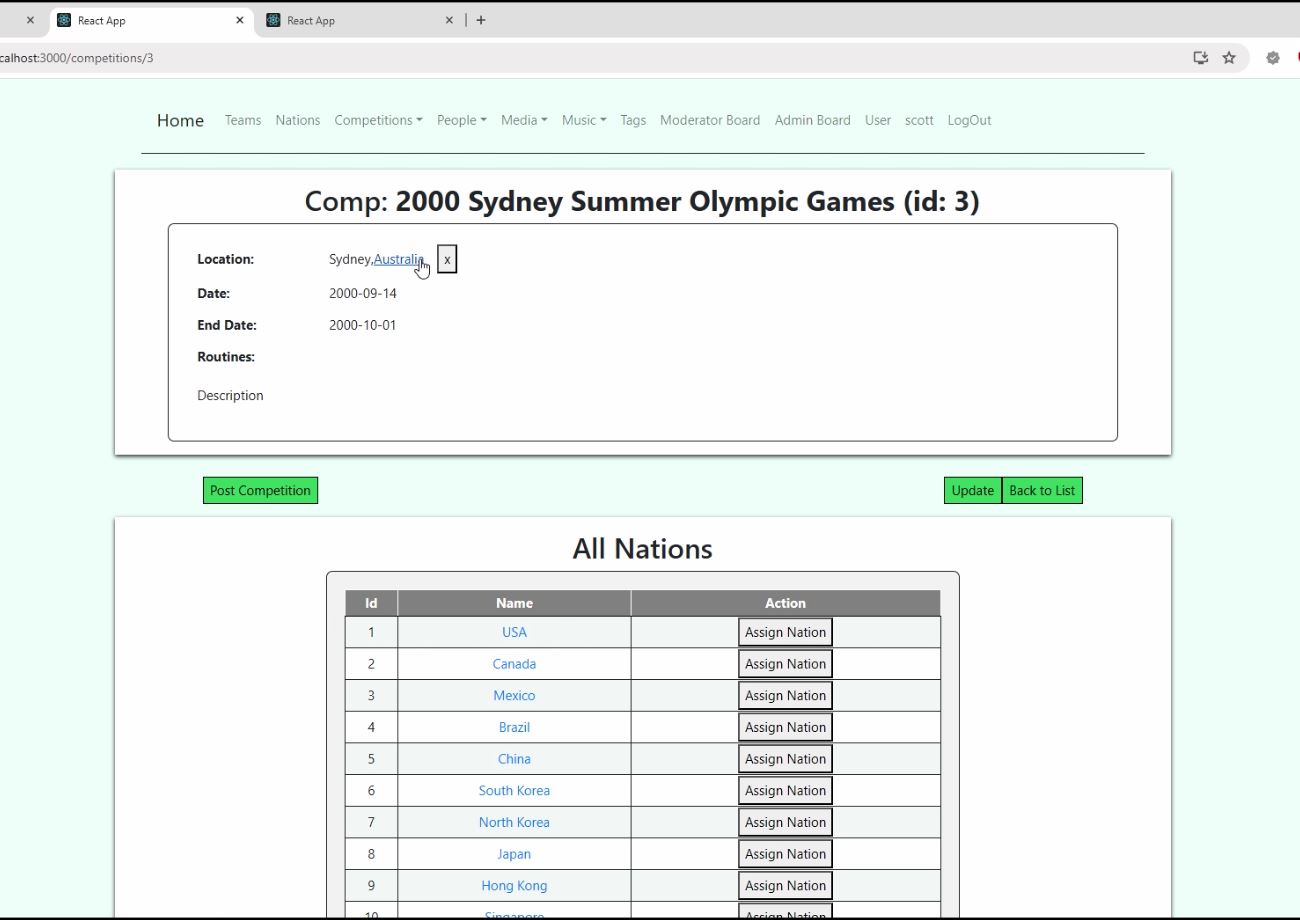 React App
React App
calhost:3000/competitions/3
Home Teams Nations Competitions People Media Music Tags Moderator Board Admin Board User scott LogOut
Comp: 2000 Sydney Summer Olympic Games (id: 3)
Location: Sydney,Australia x
Date: 2000-09-14
End Date: 2000-10-01
Routines:
Description
Post Competition Update Back to List
All Nations
Id Name Action
1 USA Assign Nation
2 Canada Assign Nation
3 Mexico Assign Nation
4 Brazil Assign Nation
5 China Assign Nation
6 South Korea Assign Nation
7 North Korea Assign Nation
8 Japan Assign Nation
9 Hong Kong Assign Nation
10 Singapore Assign Nation